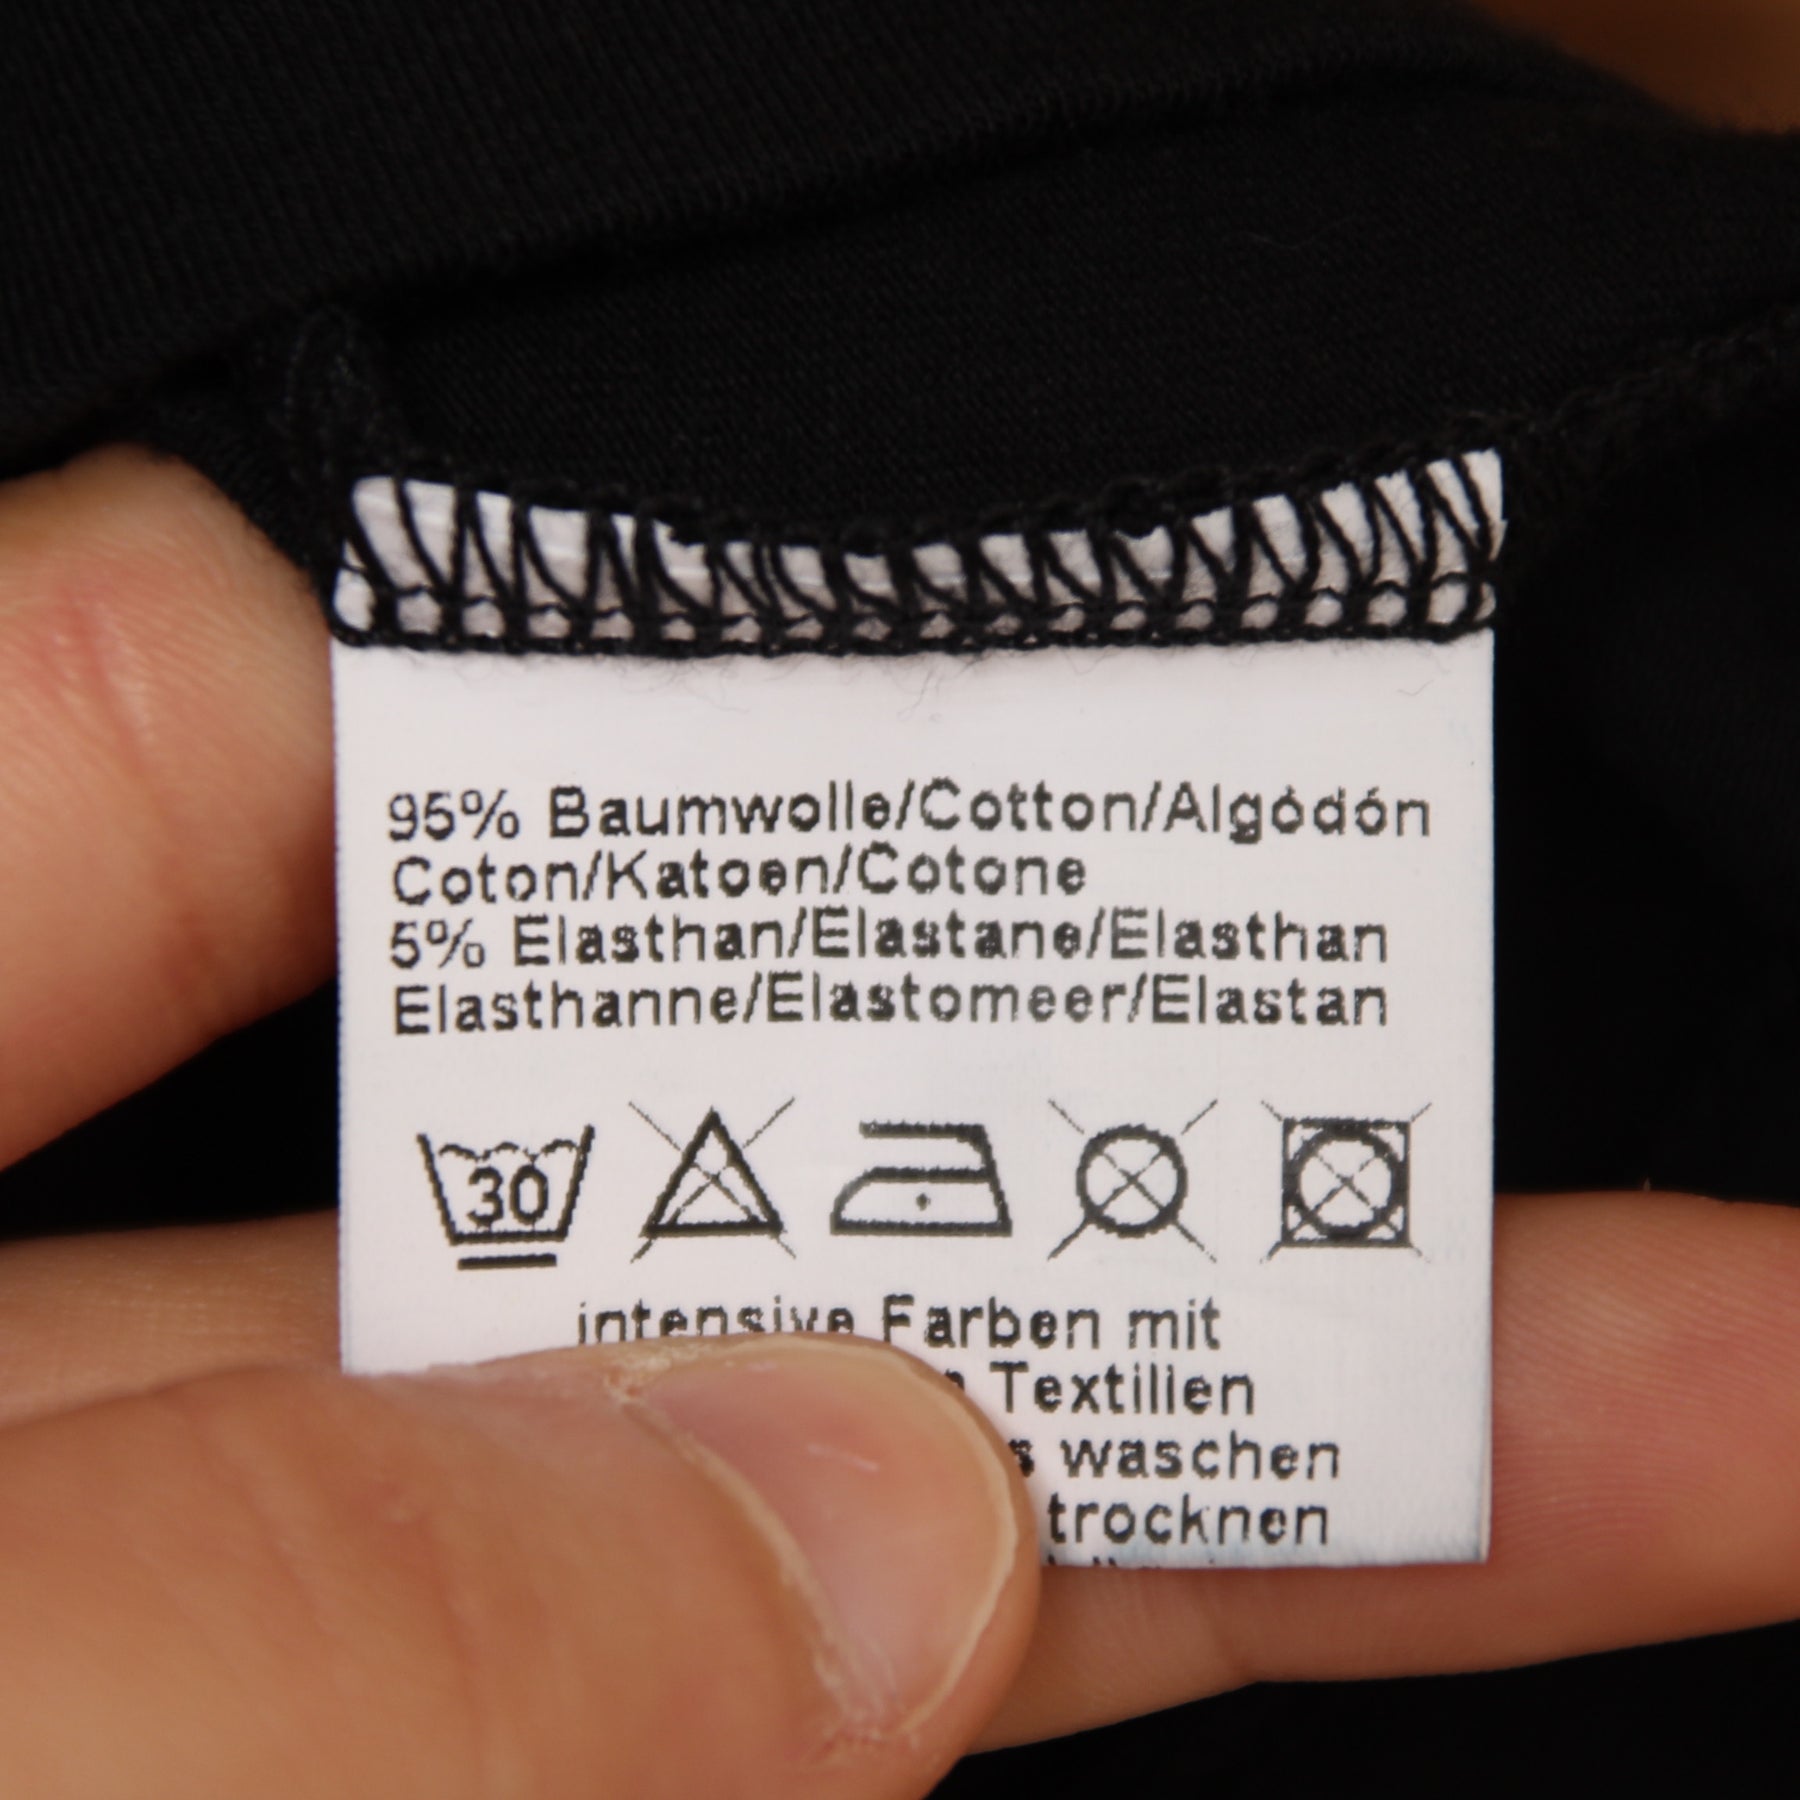 95% Baumwolle/Cotton/Algódón
Coton/Katoen/Cotone
5% Elasthan/Elastane/Elasthan
Elasthanne/Elastomeer/Elastan
30
intensive Farben mit
Textilien
waschen
trocknen